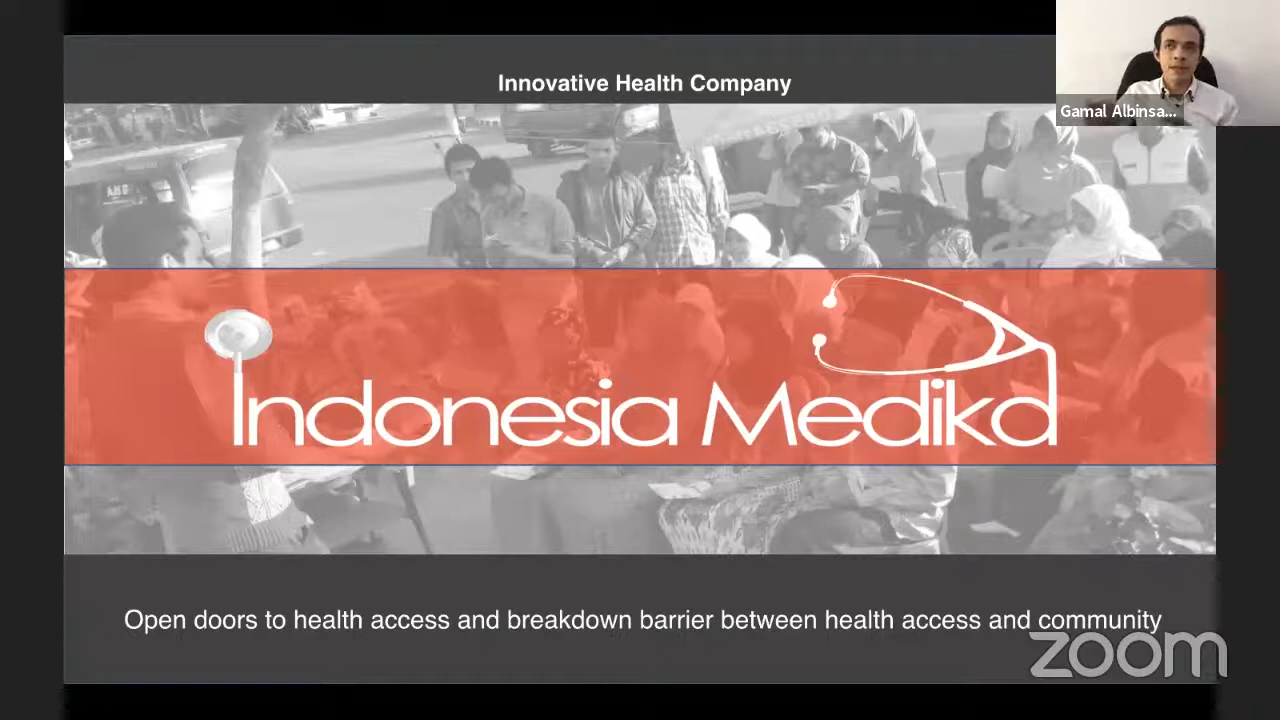 Innovative Health Company
Gamal Albinsa...
Indonesia Medika
Open doors to health access and breakdown barrier between health access and community
zoom